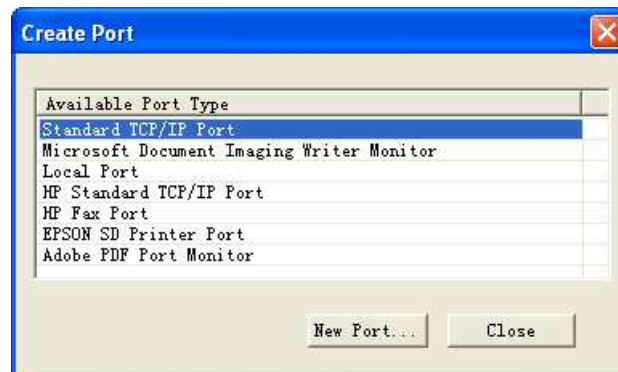 Create Port
Available Port Type
Standard TCP/IP Port
Microsoft Document Imaging Writer Monitor
Local Port
HP Standard TCP/IP Port
HP Fax Port
EPSON SD Printer Port
Adobe PDF Port Monitor
New Port... Close